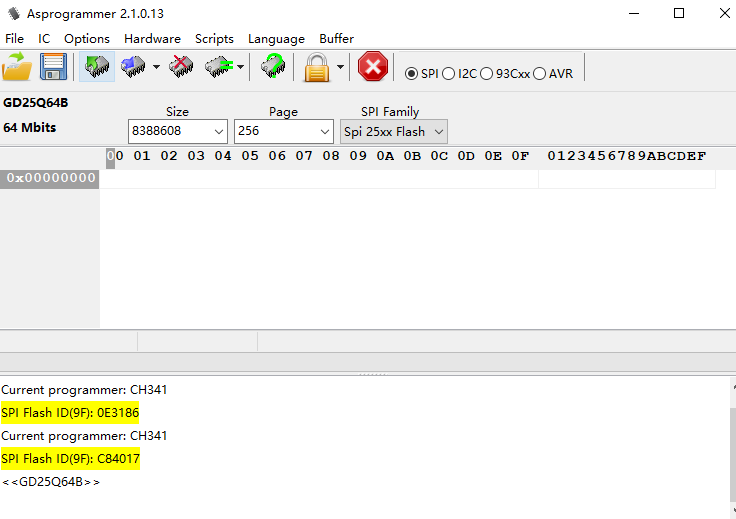 Asprogrammer 2.1.0.13
File IC Options Hardware Scripts Language Buffer
SPI I2C 93Cxx AVR
GD25Q64B
64 Mbits
Size Page SPI Family
8388608 256 Spi 25xx Flash
00 01 02 03 04 05 06 07 08 09 0A 0B 0C 0D 0E 0F 0123456789ABCDEF
0x00000000
Current programmer: CH341
SPI Flash ID(9F): 0E3186
Current programmer: CH341
SPI Flash ID(9F): C84017
<<GD25Q64B>>